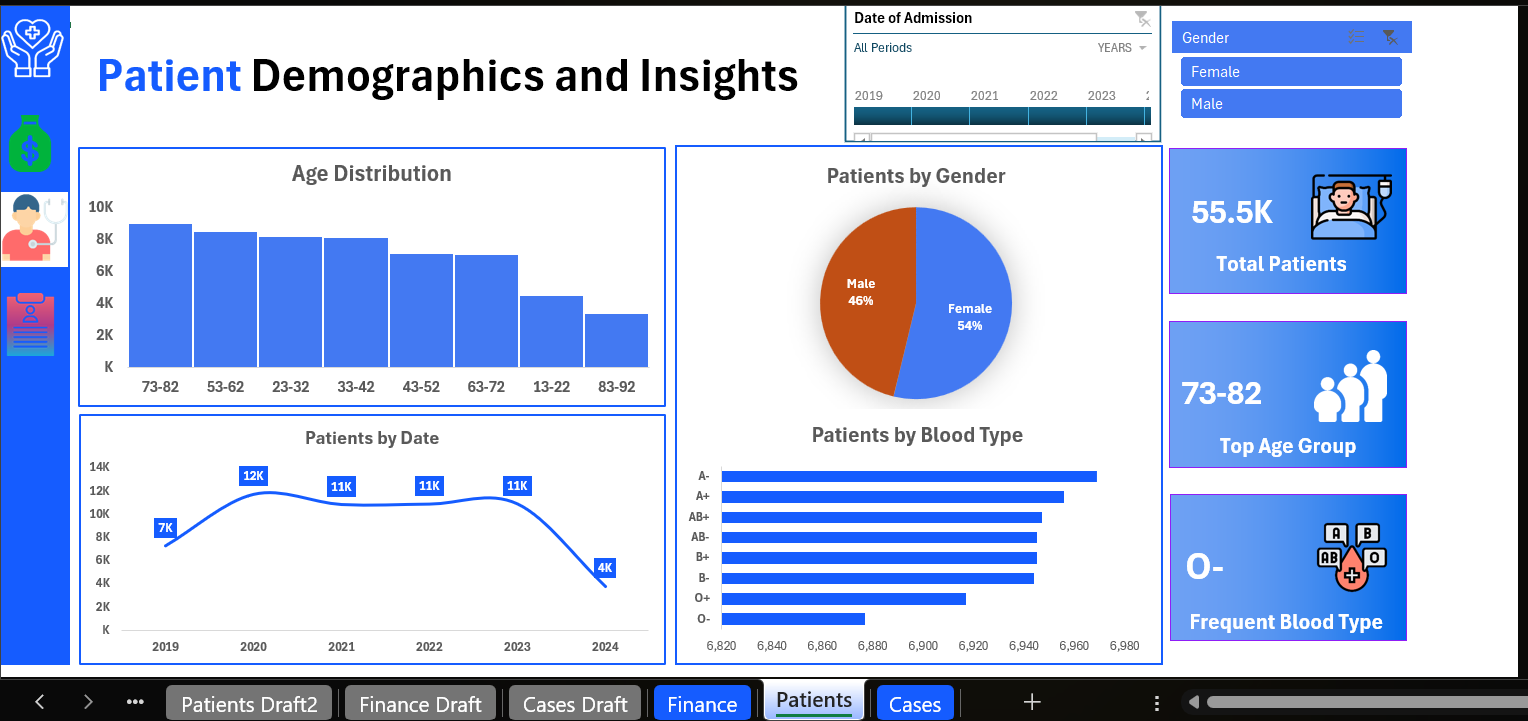 Patient Demographics and Insights
Date of Admission
All Periods
YEARS
2019 2020 2021 2022 2023
Gender
Female
Male
$
Age Distribution
10K
8K
6K
4K
2K
K
73-82 53-62 23-32 33-42 43-52 63-72 13-22 83-92
Patients by Date
14K
12K
10K
8K
6K
4K
2K
K
7K
12K
11K
11K
11K
4K
2019 2020 2021 2022 2023 2024
Patients by Gender
Male
46%
Female
54%
Patients by Blood Type
A-
A+
AB+
AB-
B+
B-
O+
O-
6,820 6,840 6,860 6,880 6,900 6,920 6,940 6,960 6,980
55.5K
Total Patients
73-82
Top Age Group
O-
A B
AB O
Frequent Blood Type
Patients Draft2 Finance Draft Cases Draft Finance Patients Cases